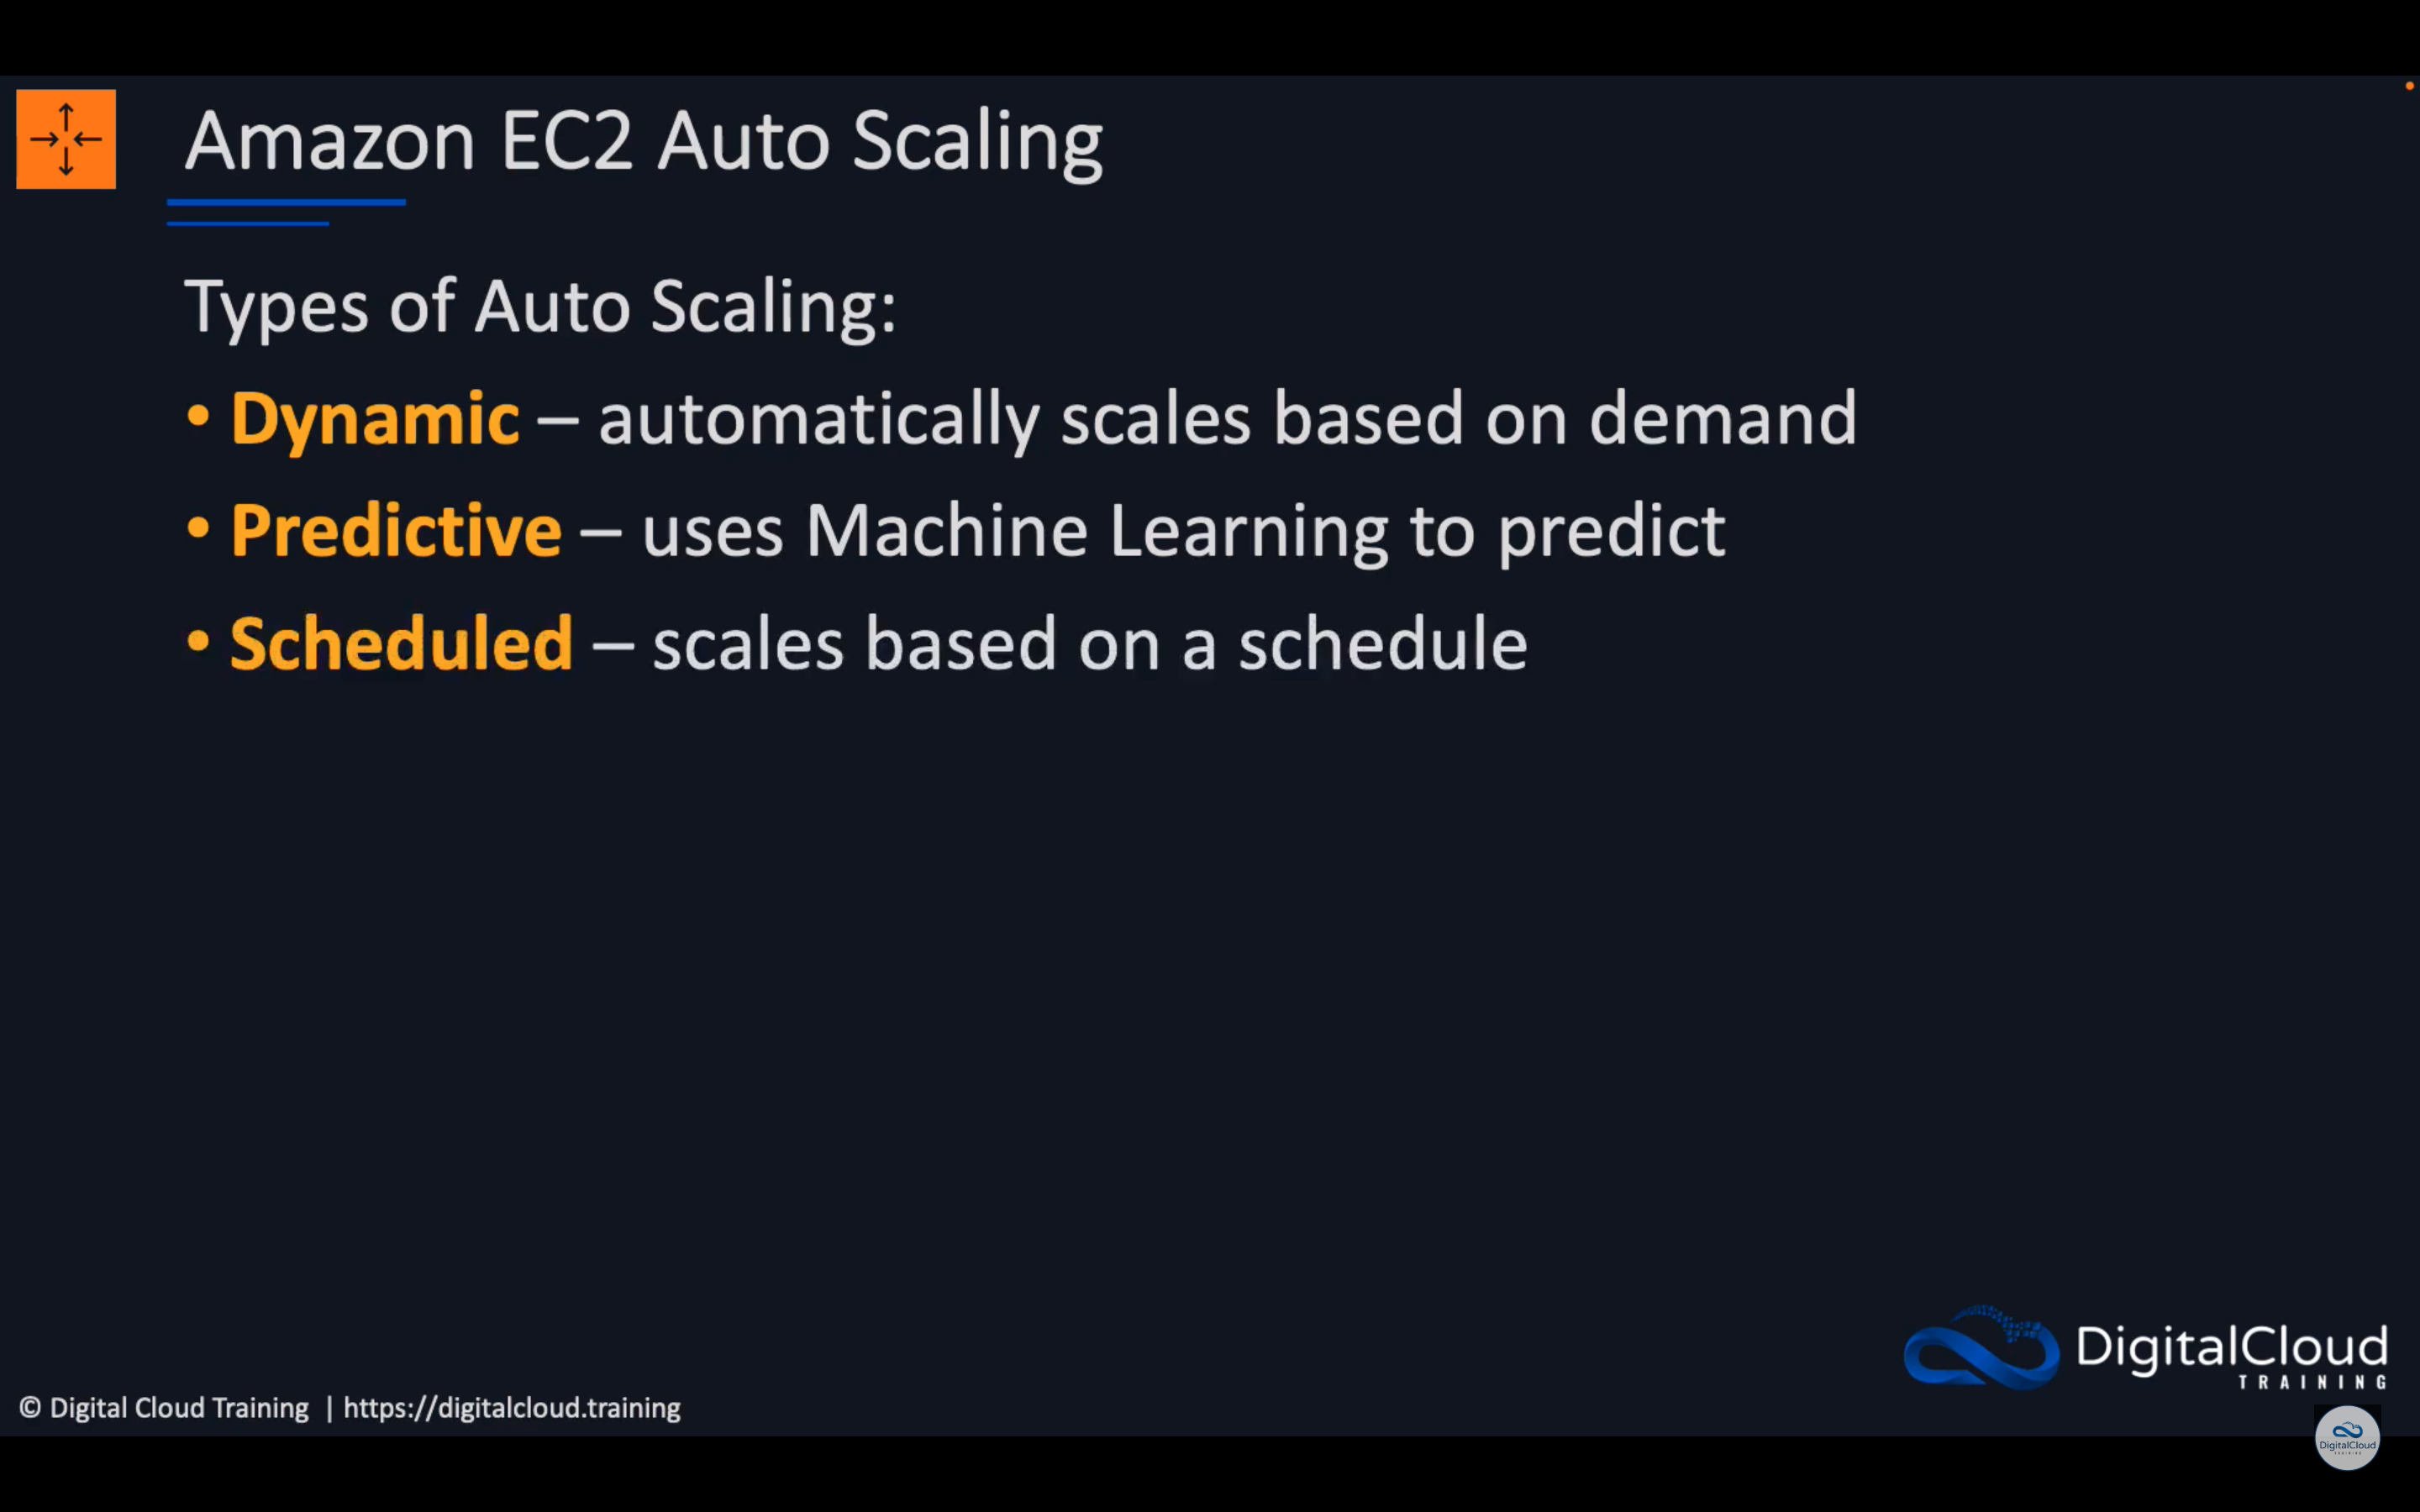 Amazon EC2 Auto Scaling
Types of Auto Scaling:
• Dynamic – automatically scales based on demand
• Predictive – uses Machine Learning to predict
• Scheduled – scales based on a schedule
DigitalCloud
TRAINING
© Digital Cloud Training | https://digitalcloud.training
DigitalCloud
TRAINING